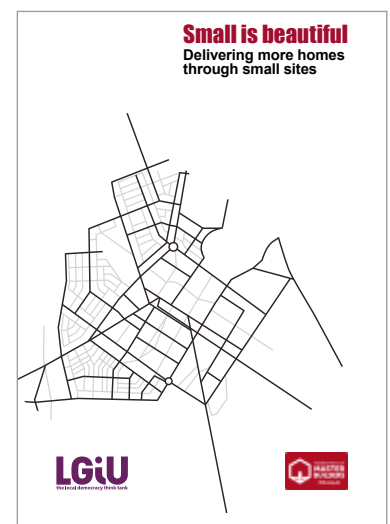 Small is beautiful
Delivering more homes
through small sites
LGiU
the local democracy think tank
MASTER
BUILDERS